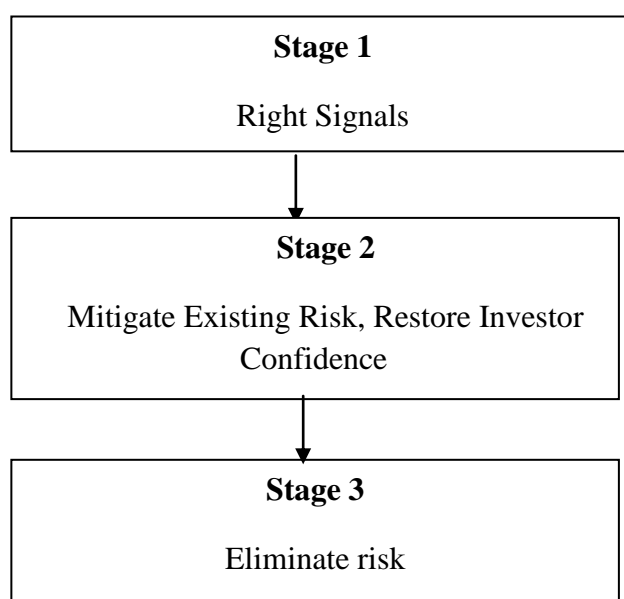 Stage 1
Right Signals
Stage 2
Mitigate Existing Risk, Restore Investor
Confidence
Stage 3
Eliminate risk